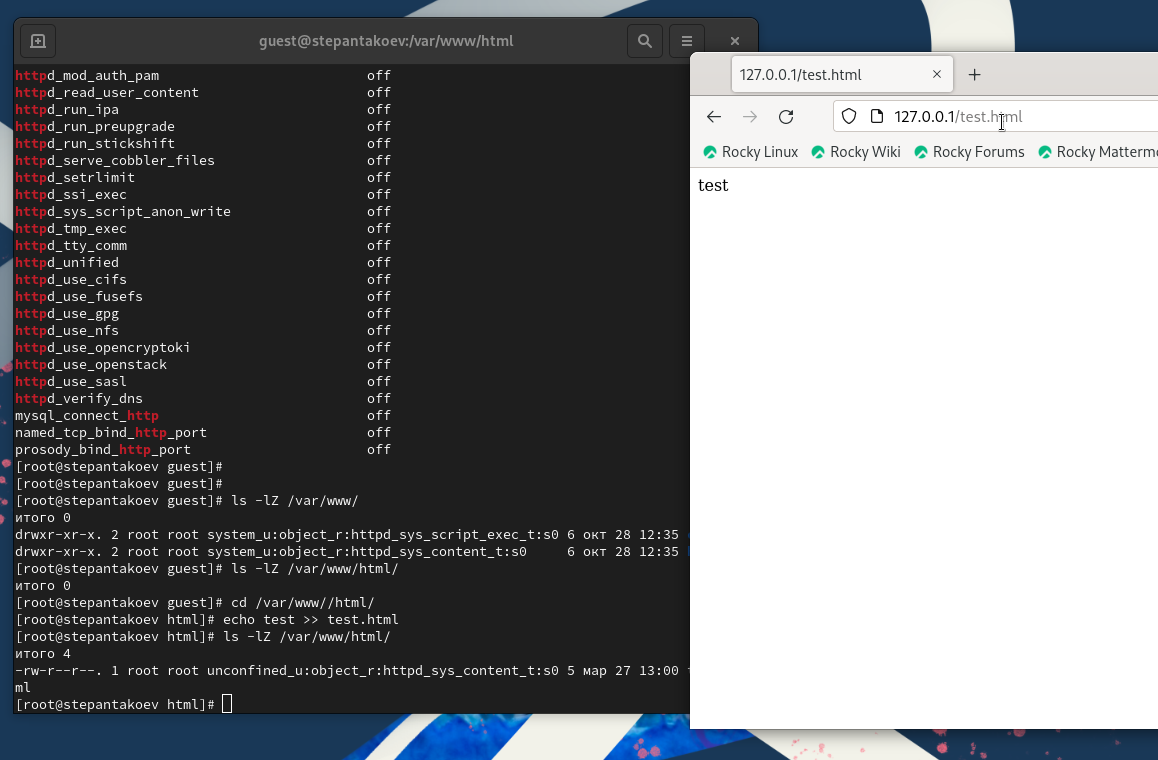 guest@stepantakoev:/var/www/html
httpd_mod_auth_pam off
httpd_read_user_content off
httpd_run_ipa off
httpd_run_preupgrade off
httpd_run_stickshift off
httpd_serve_cobbler_files off
httpd_setrlimit off
httpd_ssi_exec off
httpd_sys_script_anon_write off
httpd_tmp_exec off
httpd_tty_comm off
httpd_unified off
httpd_use_cifs off
httpd_use_fusefs off
httpd_use_gpg off
httpd_use_nfs off
httpd_use_opencryptoki off
httpd_use_openstack off
httpd_use_sasl off
httpd_verify_dns off
mysql_connect_http off
named_tcp_bind_http_port off
prosody_bind_http_port off
[root@stepantakoev guest]#
[root@stepantakoev guest]#
[root@stepantakoev guest]# ls -lZ /var/www/
итого 0
drwxr-xr-x. 2 root root system_u:object_r:httpd_sys_script_exec_t:s0 6 окт 28 12:35
drwxr-xr-x. 2 root root system_u:object_r:httpd_sys_content_t:s0 6 окт 28 12:35
[root@stepantakoev guest]# ls -lZ /var/www/html/
итого 0
[root@stepantakoev guest]# cd /var/www//html/
[root@stepantakoev html]# echo test >> test.html
[root@stepantakoev html]# ls -lZ /var/www/html/
итого 4
-rw-r--r--. 1 root root unconfined_u:object_r:httpd_sys_content_t:s0 5 мар 27 13:00
ml
[root@stepantakoev html]#
127.0.0.1/test.html
127.0.0.1/test.html
Rocky Linux Rocky Wiki Rocky Forums Rocky Matterm
test